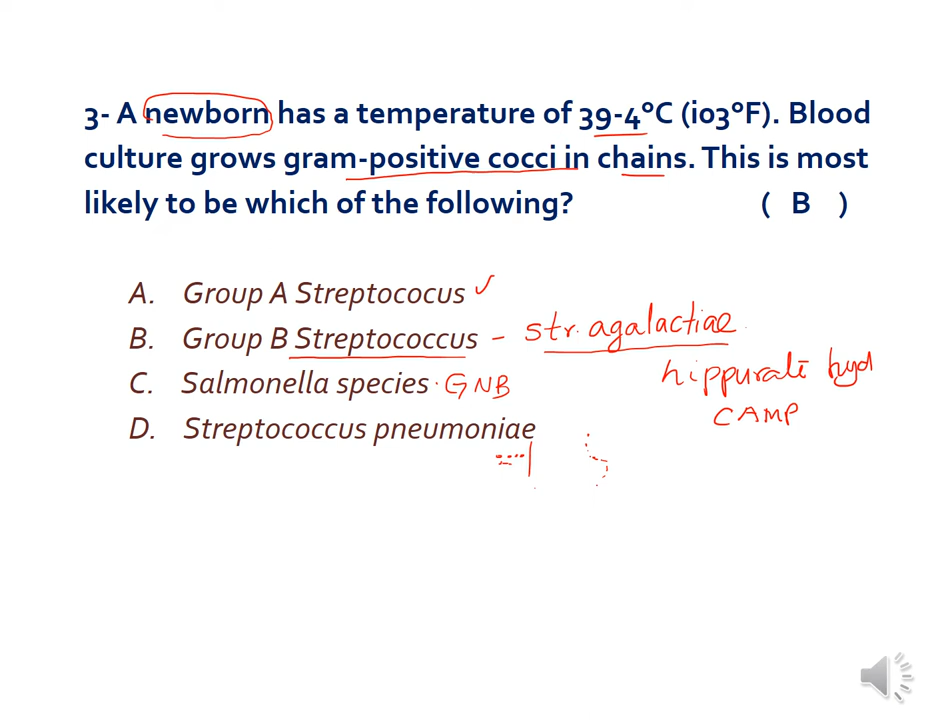 3- A newborn has a temperature of 39-4°C (i03°F). Blood
culture grows gram-positive cocci in chains. This is most
likely to be which of the following? ( B )
A. Group A Streptococus ✓
B. Group B Streptococcus - str. agalactiae
C. Salmonella species · GNB
hippurate hyd
CAMP
D. Streptococcus pneumoniae